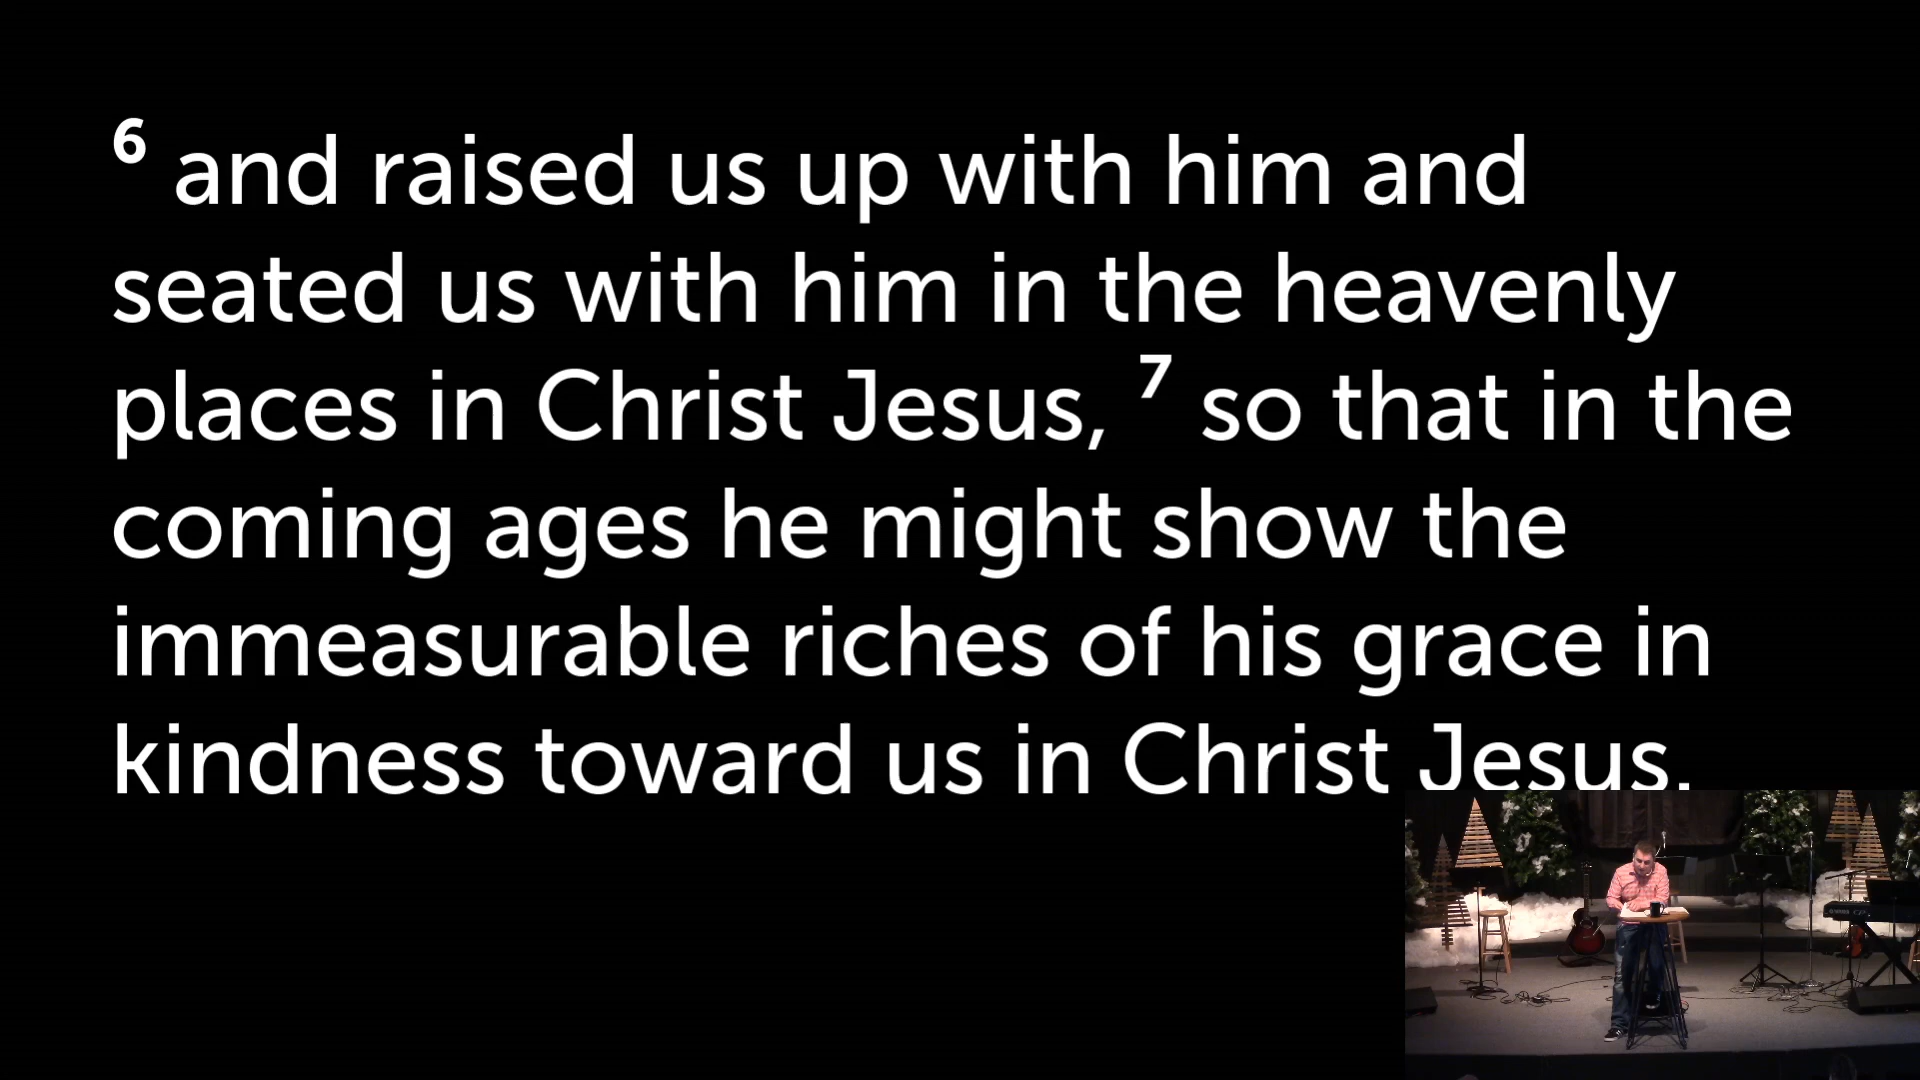 6 and raised us up with him and
seated us with him in the heavenly
places in Christ Jesus, 7 so that in the
coming ages he might show the
immeasurable riches of his grace in
kindness toward us in Christ Jesus.